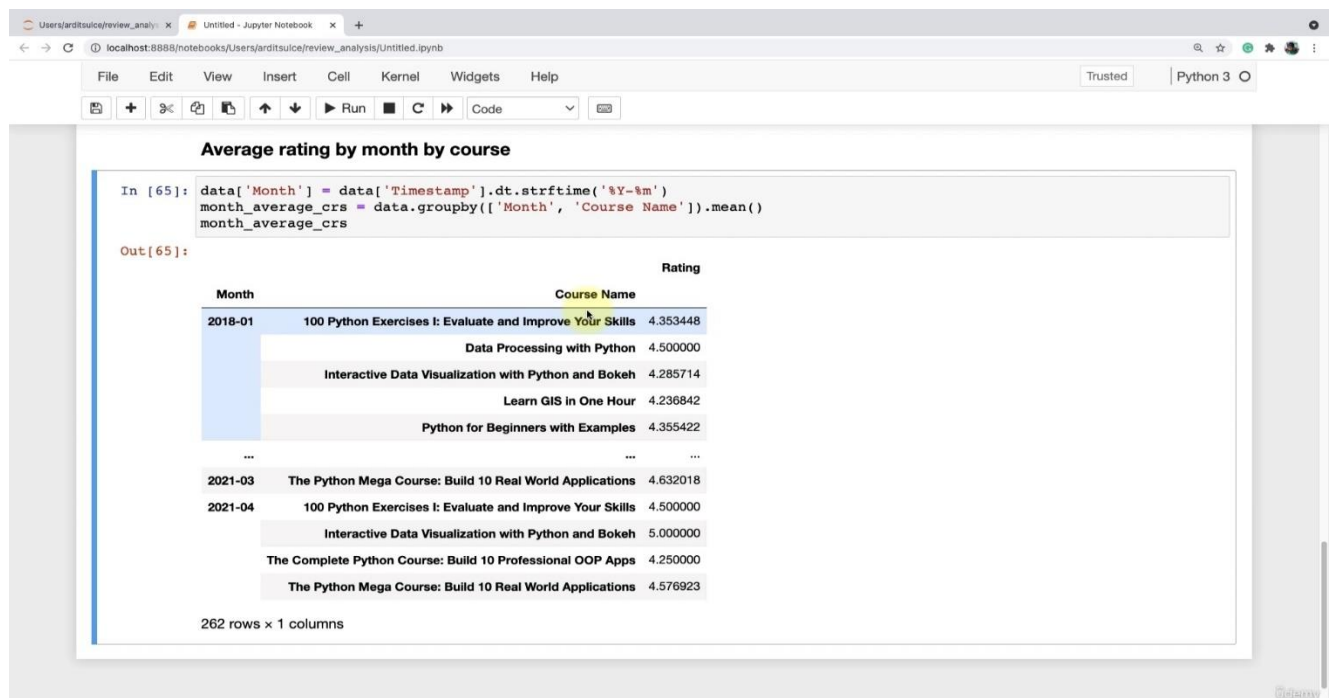 Users/arditsulce/review_analy
Untitled - Jupyter Notebook
localhost:8888/notebooks/Users/arditsulce/review_analysis/Untitled.ipynb
File Edit View Insert Cell Kernel Widgets Help Trusted Python 3
Run Code
Average rating by month by course
In [65]: data['Month'] = data['Timestamp'].dt.strftime('%Y-%m')
month_average_crs = data.groupby(['Month', 'Course Name']).mean()
month_average_crs
Out[65]:
Rating
Month Course Name
2018-01 100 Python Exercises I: Evaluate and Improve Your Skills 4.353448
Data Processing with Python 4.500000
Interactive Data Visualization with Python and Bokeh 4.285714
Learn GIS in One Hour 4.236842
Python for Beginners with Examples 4.355422
... ... ...
2021-03 The Python Mega Course: Build 10 Real World Applications 4.632018
2021-04 100 Python Exercises I: Evaluate and Improve Your Skills 4.500000
Interactive Data Visualization with Python and Bokeh 5.000000
The Complete Python Course: Build 10 Professional OOP Apps 4.250000
The Python Mega Course: Build 10 Real World Applications 4.576923
262 rows × 1 columns
Udemy